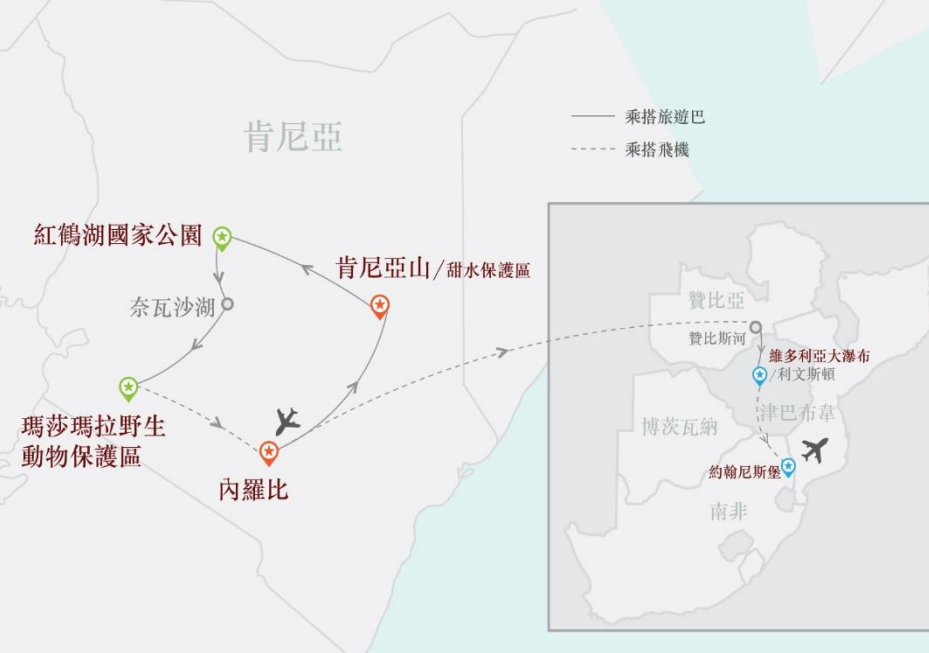 肯尼亞
乘搭旅遊巴
乘搭飛機
紅鶴湖國家公園
肯尼亞山/甜水保護區
奈瓦沙湖
瑪莎瑪拉野生
動物保護區
內羅比
贊比亞
贊比斯河
維多利亞大瀑布
/利文斯頓
津巴布韋
博茨瓦納
約翰尼斯堡
南非